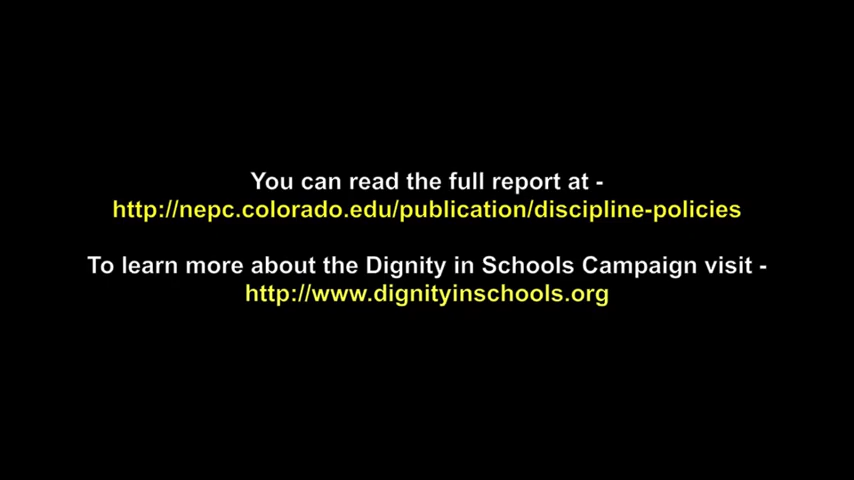 You can read the full report at -
http://nepc.colorado.edu/publication/discipline-policies
To learn more about the Dignity in Schools Campaign visit -
http://www.dignityinschools.org